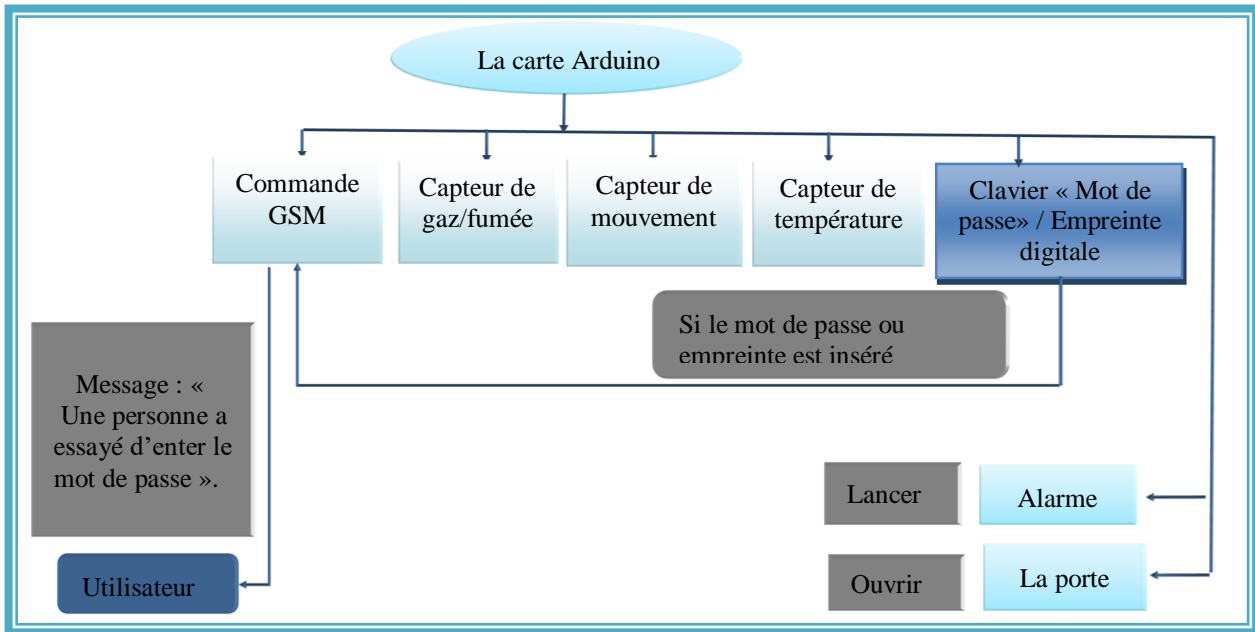 La carte Arduino
Commande
GSM
Capteur de
gaz/fumée
Capteur de
mouvement
Capteur de
température
Clavier « Mot de
passe» / Empreinte
digitale
Si le mot de passe ou
empreinte est inséré
Message : «
Une personne a
essayé d’enter le
mot de passe ».
Lancer
Alarme
Ouvrir
La porte
Utilisateur